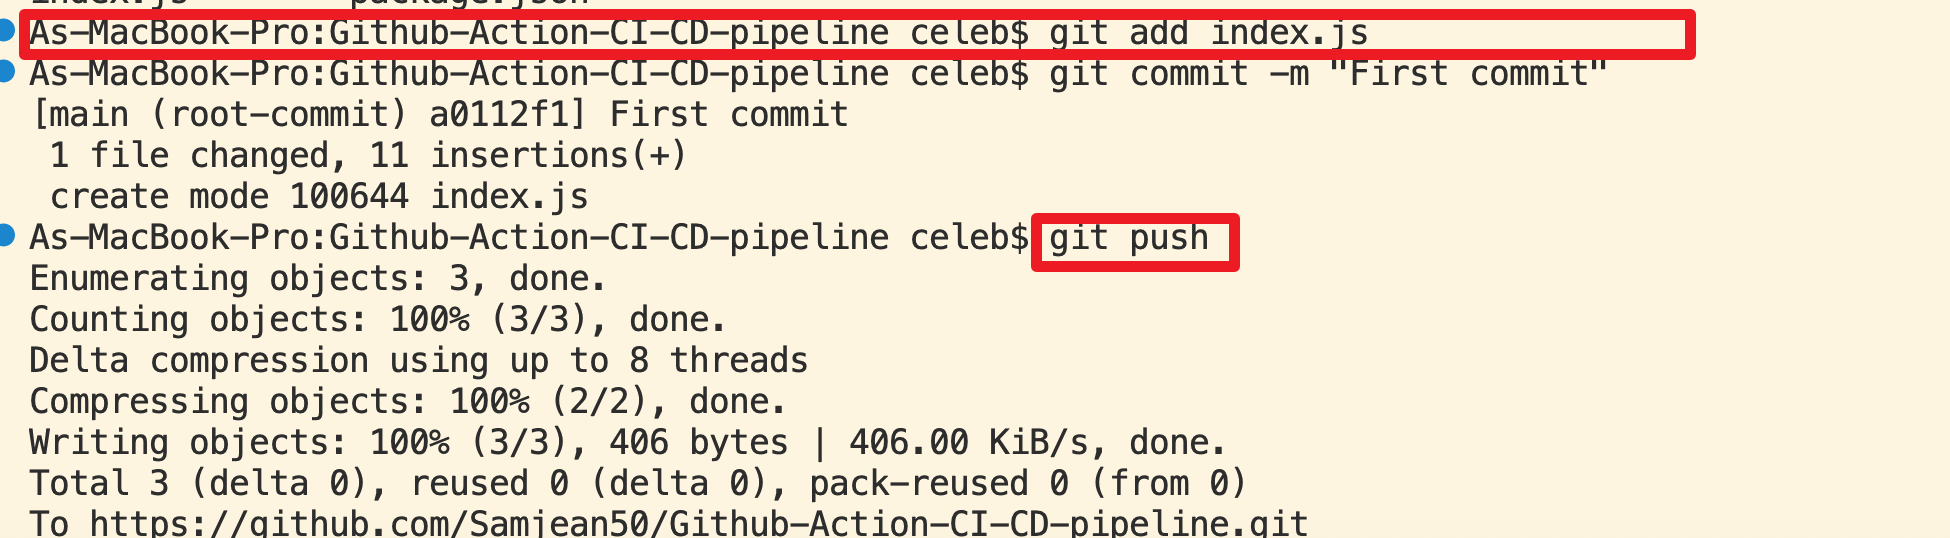 index.js package.json
As-MacBook-Pro:Github-Action-CI-CD-pipeline celeb$ git add index.js
As-MacBook-Pro:Github-Action-CI-CD-pipeline celeb$ git commit -m "First commit"
[main (root-commit) a0112f1] First commit
 1 file changed, 11 insertions(+)
 create mode 100644 index.js
As-MacBook-Pro:Github-Action-CI-CD-pipeline celeb$ git push
Enumerating objects: 3, done.
Counting objects: 100% (3/3), done.
Delta compression using up to 8 threads
Compressing objects: 100% (2/2), done.
Writing objects: 100% (3/3), 406 bytes | 406.00 KiB/s, done.
Total 3 (delta 0), reused 0 (delta 0), pack-reused 0 (from 0)
To https://github.com/Samjean50/Github-Action-CI-CD-pipeline.git